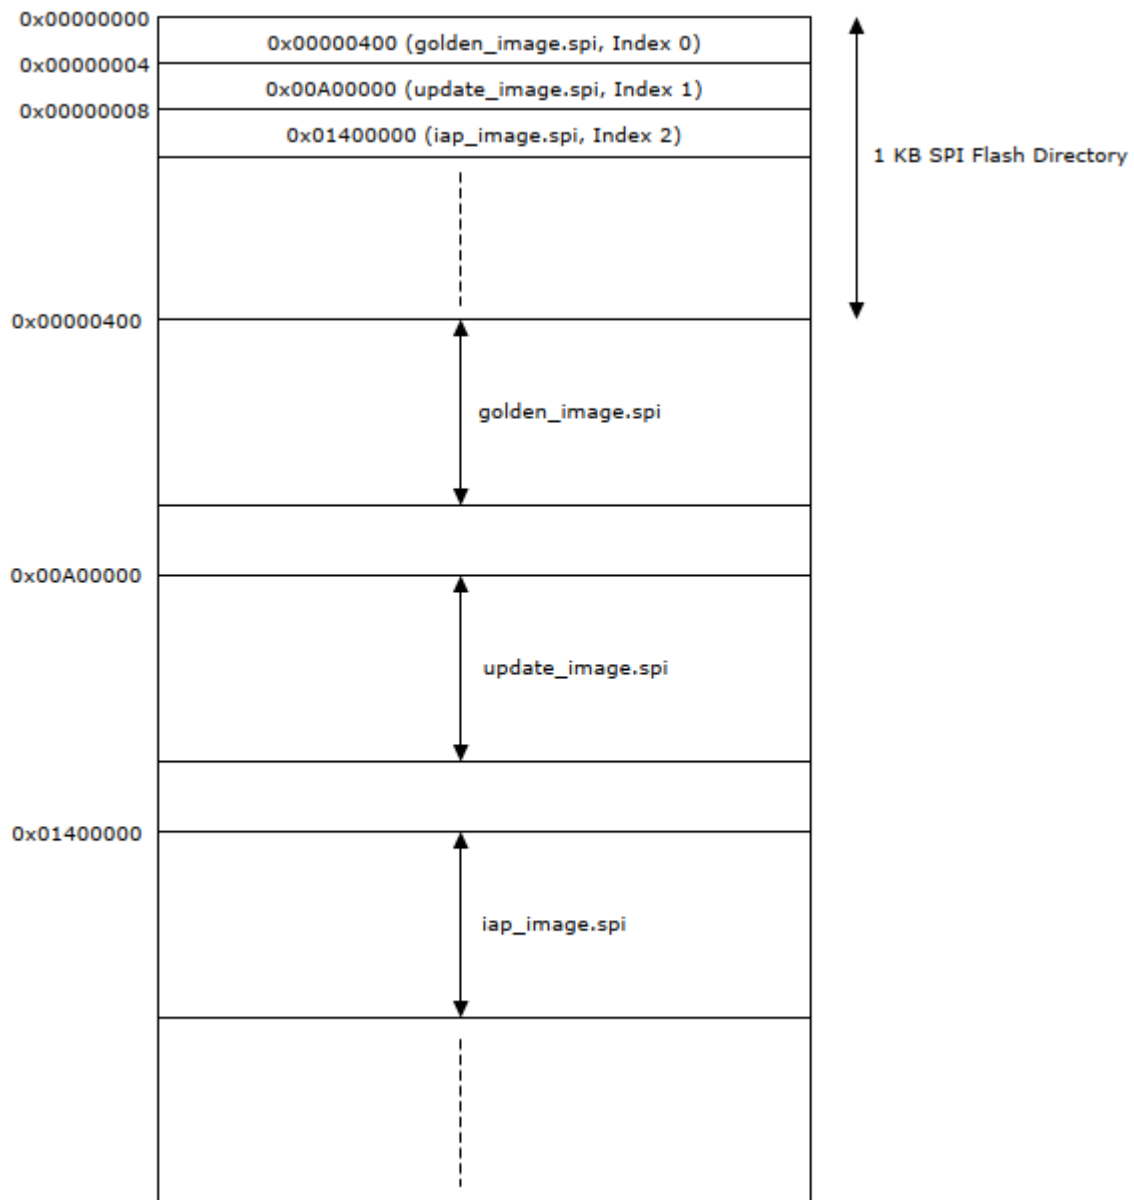 0x00000000
0x00000400 (golden_image.spi, Index 0)
0x00000004
0x00A00000 (update_image.spi, Index 1)
0x00000008
0x01400000 (iap_image.spi, Index 2)
1 KB SPI Flash Directory
0x00000400
golden_image.spi
0x00A00000
update_image.spi
0x01400000
iap_image.spi